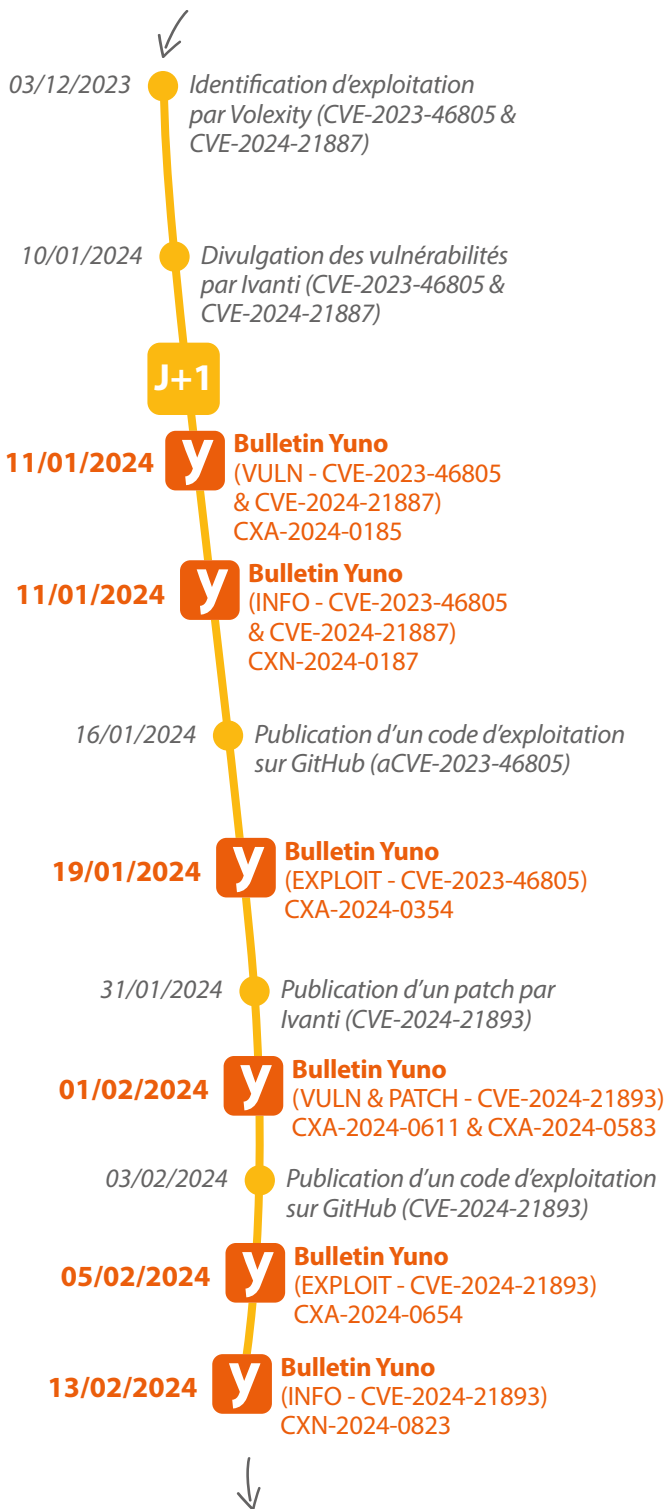 03/12/2023
Identification d'exploitation
par Volexity (CVE-2023-46805 &
CVE-2024-21887)
10/01/2024
Divulgation des vulnérabilités
par Ivanti (CVE-2023-46805 &
CVE-2024-21887)
J+1
11/01/2024
y
Bulletin Yuno
(VULN - CVE-2023-46805
& CVE-2024-21887)
CXA-2024-0185
11/01/2024
y
Bulletin Yuno
(INFO - CVE-2023-46805
& CVE-2024-21887)
CXN-2024-0187
16/01/2024
Publication d'un code d'exploitation
sur GitHub (aCVE-2023-46805)
19/01/2024
y
Bulletin Yuno
(EXPLOIT - CVE-2023-46805)
CXA-2024-0354
31/01/2024
Publication d'un patch par
Ivanti (CVE-2024-21893)
01/02/2024
y
Bulletin Yuno
(VULN & PATCH - CVE-2024-21893)
CXA-2024-0611 & CXA-2024-0583
03/02/2024
Publication d'un code d'exploitation
sur GitHub (CVE-2024-21893)
05/02/2024
y
Bulletin Yuno
(EXPLOIT - CVE-2024-21893)
CXA-2024-0654
13/02/2024
y
Bulletin Yuno
(INFO - CVE-2024-21893)
CXN-2024-0823